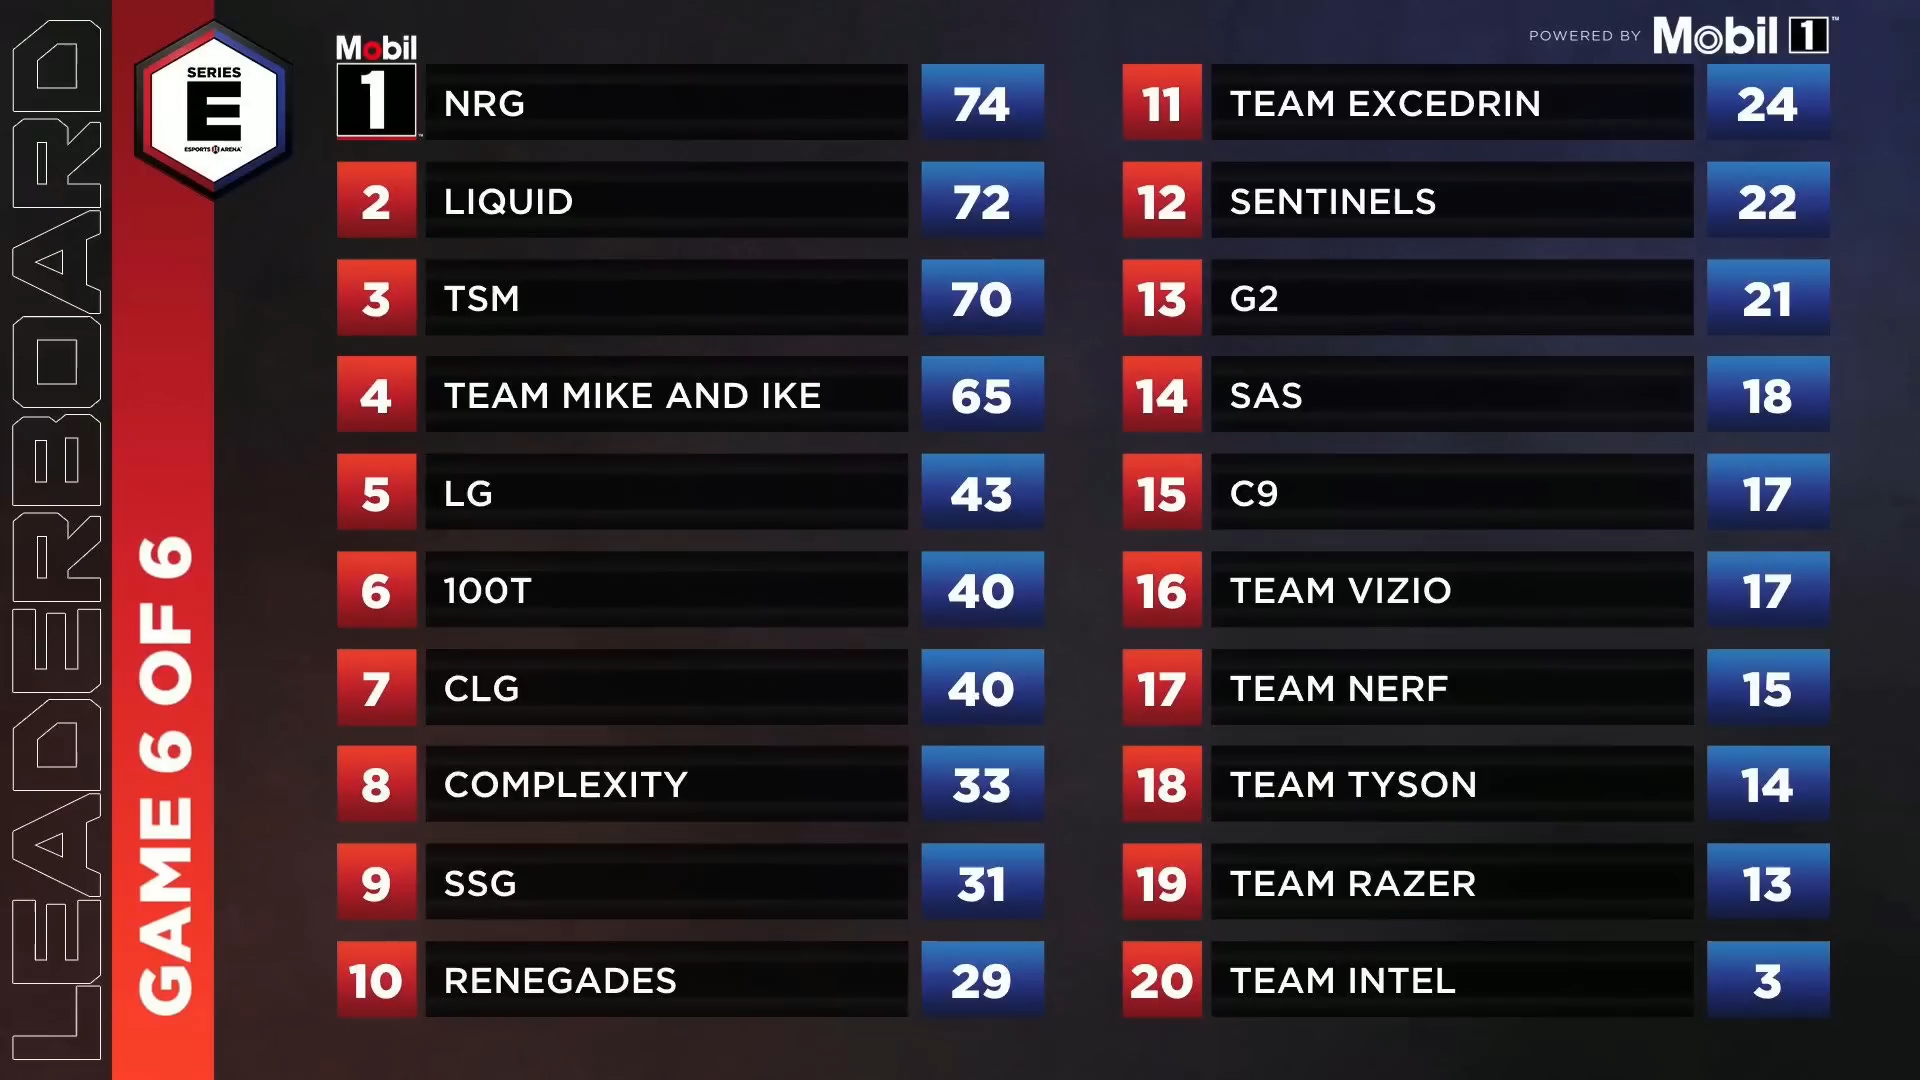 LEADERBOARD
GAME 6 OF 6
SERIES
E
ESPORTS ARENA
POWERED BY Mobil 1™
Mobil
1™ NRG 74
2 LIQUID 72
3 TSM 70
4 TEAM MIKE AND IKE 65
5 LG 43
6 100T 40
7 CLG 40
8 COMPLEXITY 33
9 SSG 31
10 RENEGADES 29
11 TEAM EXCEDRIN 24
12 SENTINELS 22
13 G2 21
14 SAS 18
15 C9 17
16 TEAM VIZIO 17
17 TEAM NERF 15
18 TEAM TYSON 14
19 TEAM RAZER 13
20 TEAM INTEL 3